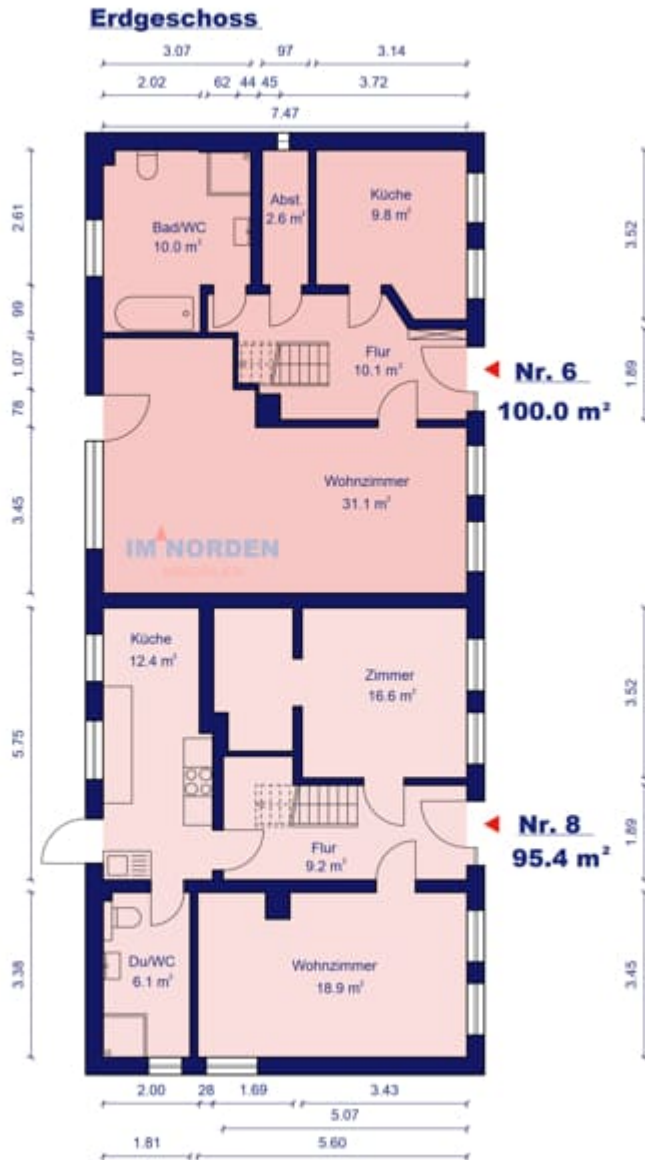 Erdgeschoss
3.07 97 3.14
2.02 62 44 45 3.72
7.47
2.61
99
1.07
78
3.45
5.75
3.38
Bad/WC
10.0 m²
Abst.
2.6 m²
Küche
9.8 m²
Flur
10.1 m²
Wohnzimmer
31.1 m²
IM NORDEN
Nr. 6
100.0 m²
3.52
1.89
Küche
12.4 m²
Zimmer
16.6 m²
Flur
9.2 m²
Du/WC
6.1 m²
Wohnzimmer
18.9 m²
Nr. 8
95.4 m²
3.52
1.89
3.45
2.00 28 1.69 3.43
5.07
1.81 5.60